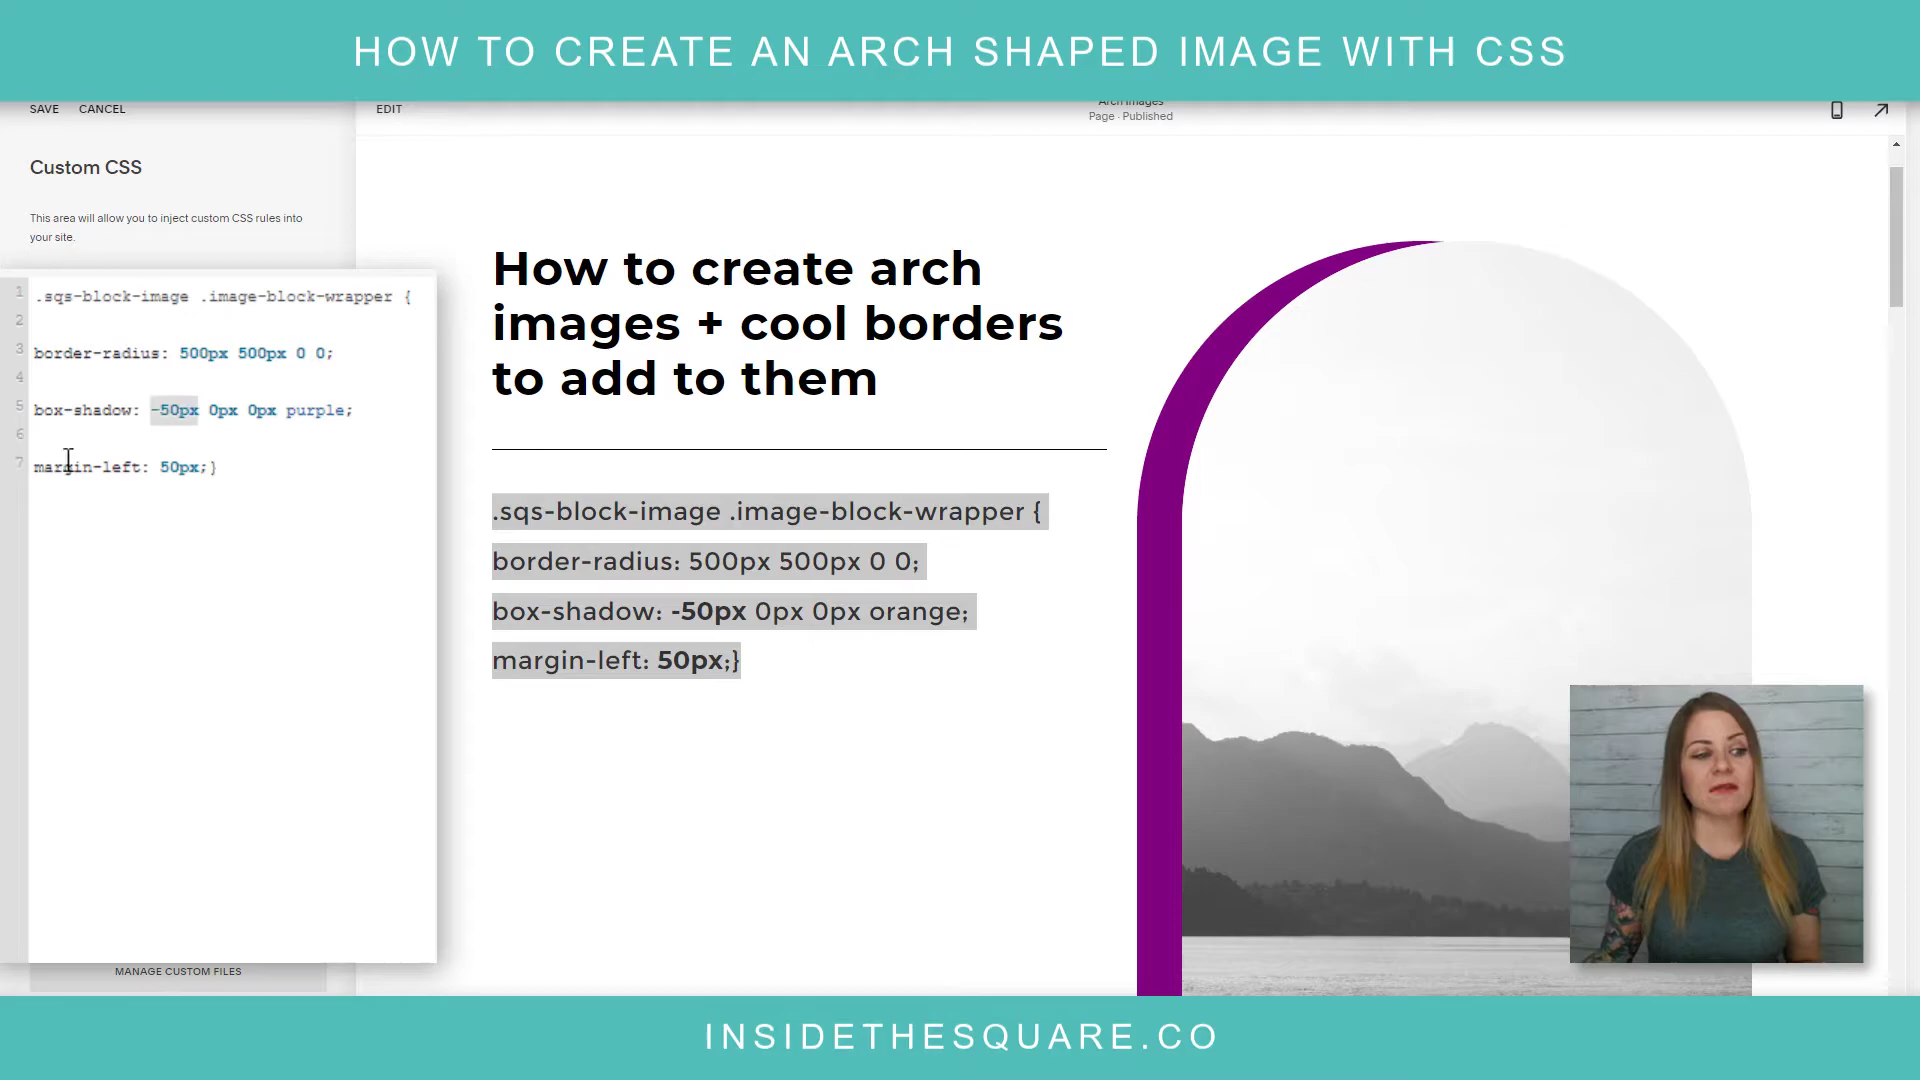 HOW TO CREATE AN ARCH SHAPED IMAGE WITH CSS
SAVE CANCEL
EDIT
Arch Images
Page · Published
Custom CSS
This area will allow you to inject custom CSS rules into
your site.
1 .sqs-block-image .image-block-wrapper {
2
3 border-radius: 500px 500px 0 0;
4
5 box-shadow: -50px 0px 0px purple;
6
7 margin-left: 50px;}
MANAGE CUSTOM FILES
How to create arch
images + cool borders
to add to them
.sqs-block-image .image-block-wrapper {
border-radius: 500px 500px 0 0;
box-shadow: -50px 0px 0px orange;
margin-left: 50px;}
INSIDETHESQUARE.CO